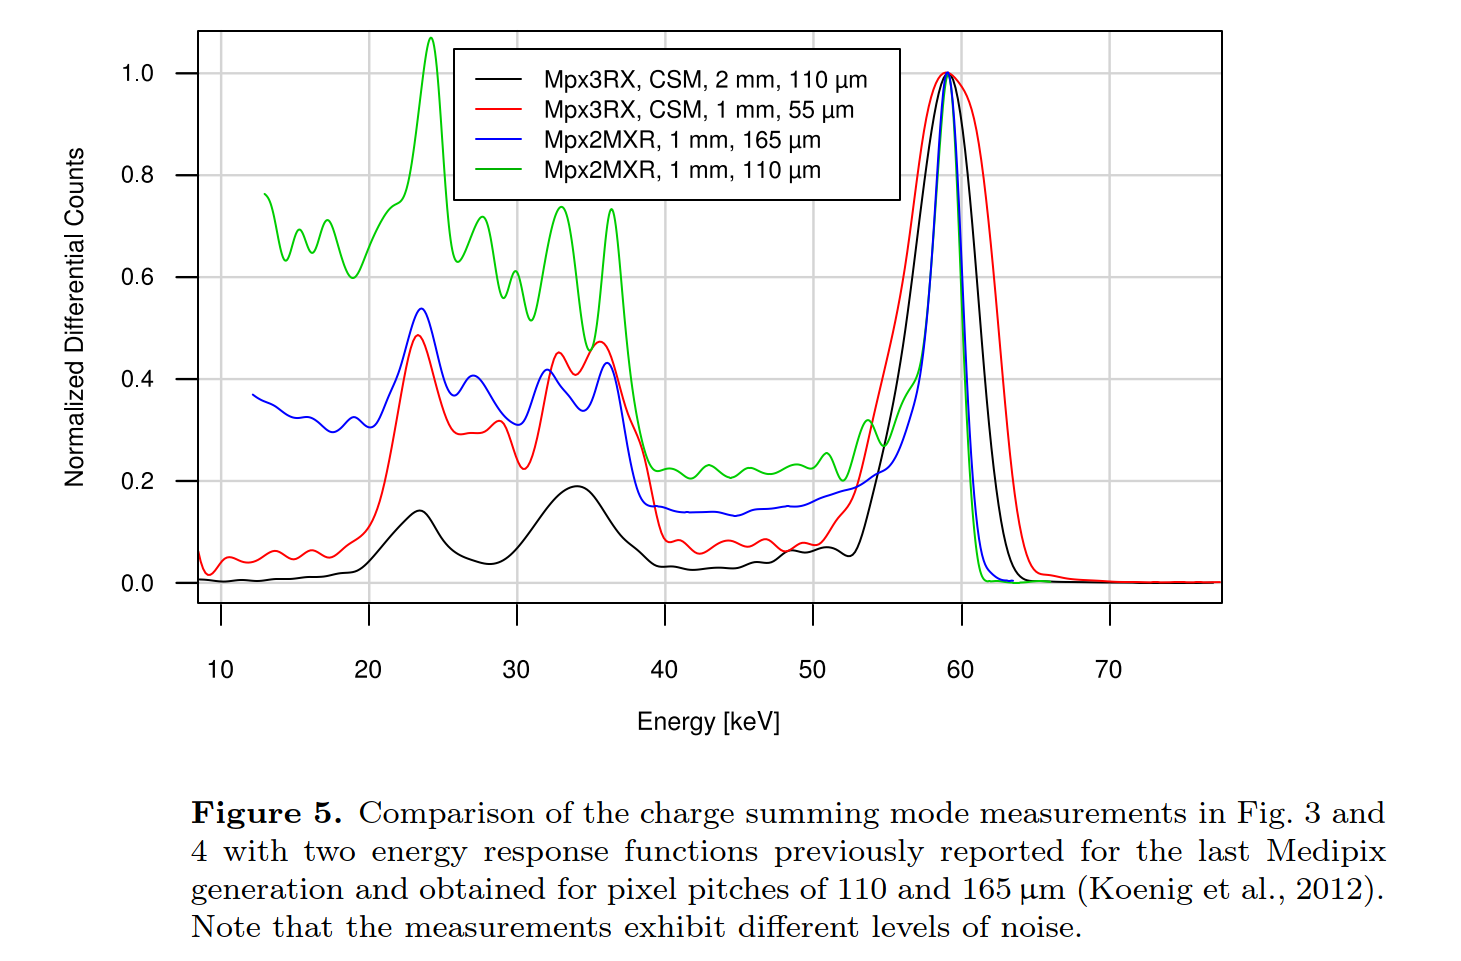 Mpx3RX, CSM, 2 mm, 110 µm
Mpx3RX, CSM, 1 mm, 55 µm
Mpx2MXR, 1 mm, 165 µm
Mpx2MXR, 1 mm, 110 µm
Normalized Differential Counts
1.0
0.8
0.6
0.4
0.2
0.0
10 20 30 40 50 60 70
Energy [keV]
Figure 5. Comparison of the charge summing mode measurements in Fig. 3 and
4 with two energy response functions previously reported for the last Medipix
generation and obtained for pixel pitches of 110 and 165 µm (Koenig et al., 2012).
Note that the measurements exhibit different levels of noise.